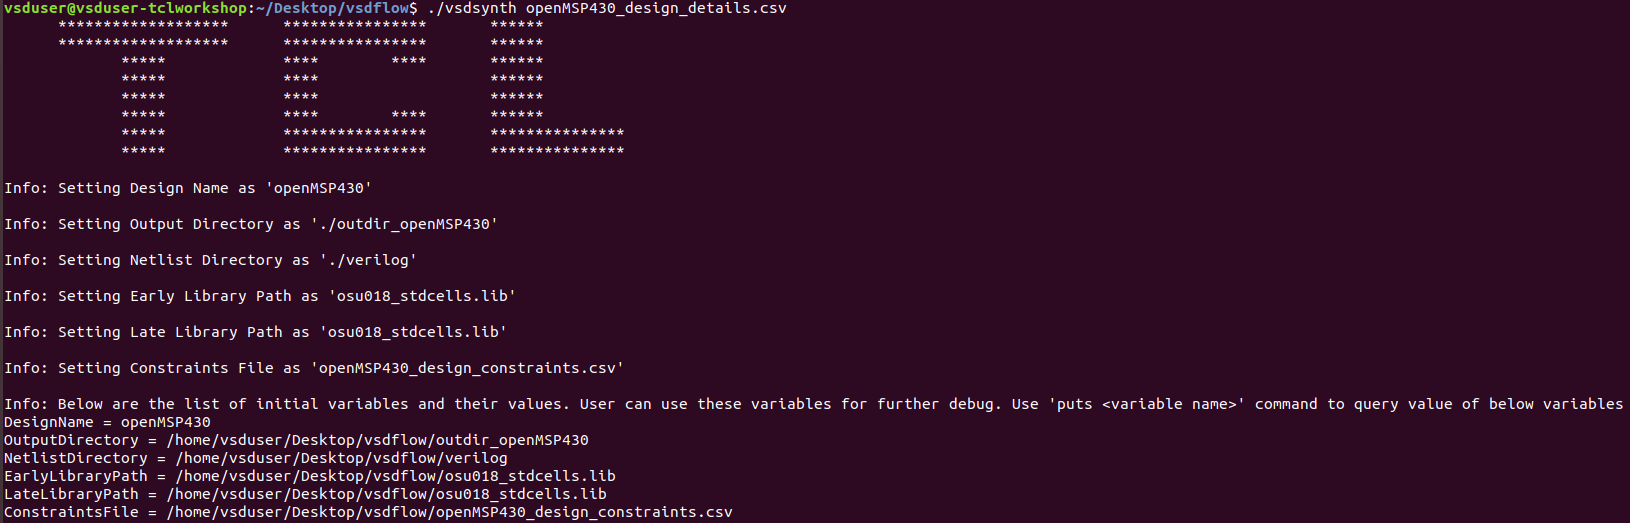 vsduser@vsduser-tclworkshop:~/Desktop/vsdflow$ ./vsdsynth openMSP430_design_details.csv
      *******************      ****************       ******
      *******************      ****************       ******
             *****             ****        ****       ******
             *****             ****                   ******
             *****             ****                   ******
             *****             ****        ****       ******
             *****             ****************       ***************
             *****             ****************       ***************
Info: Setting Design Name as 'openMSP430'
Info: Setting Output Directory as './outdir_openMSP430'
Info: Setting Netlist Directory as './verilog'
Info: Setting Early Library Path as 'osu018_stdcells.lib'
Info: Setting Late Library Path as 'osu018_stdcells.lib'
Info: Setting Constraints File as 'openMSP430_design_constraints.csv'
Info: Below are the list of initial variables and their values. User can use these variables for further debug. Use 'puts <variable name>' command to query value of below variables
DesignName = openMSP430
OutputDirectory = /home/vsduser/Desktop/vsdflow/outdir_openMSP430
NetlistDirectory = /home/vsduser/Desktop/vsdflow/verilog
EarlyLibraryPath = /home/vsduser/Desktop/vsdflow/osu018_stdcells.lib
LateLibraryPath = /home/vsduser/Desktop/vsdflow/osu018_stdcells.lib
ConstraintsFile = /home/vsduser/Desktop/vsdflow/openMSP430_design_constraints.csv